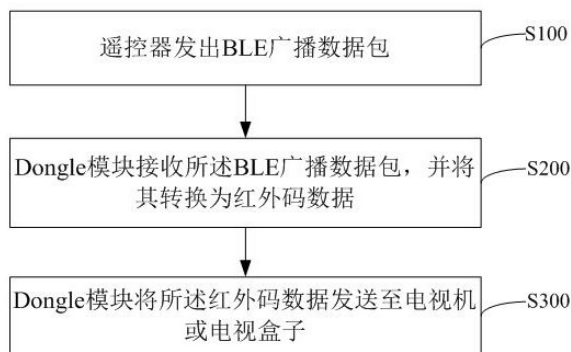 遥控器发出BLE广播数据包
S100
Dongle模块接收所述BLE广播数据包，并将
其转换为红外码数据
S200
Dongle模块将所述红外码数据发送至电视机
或电视盒子
S300